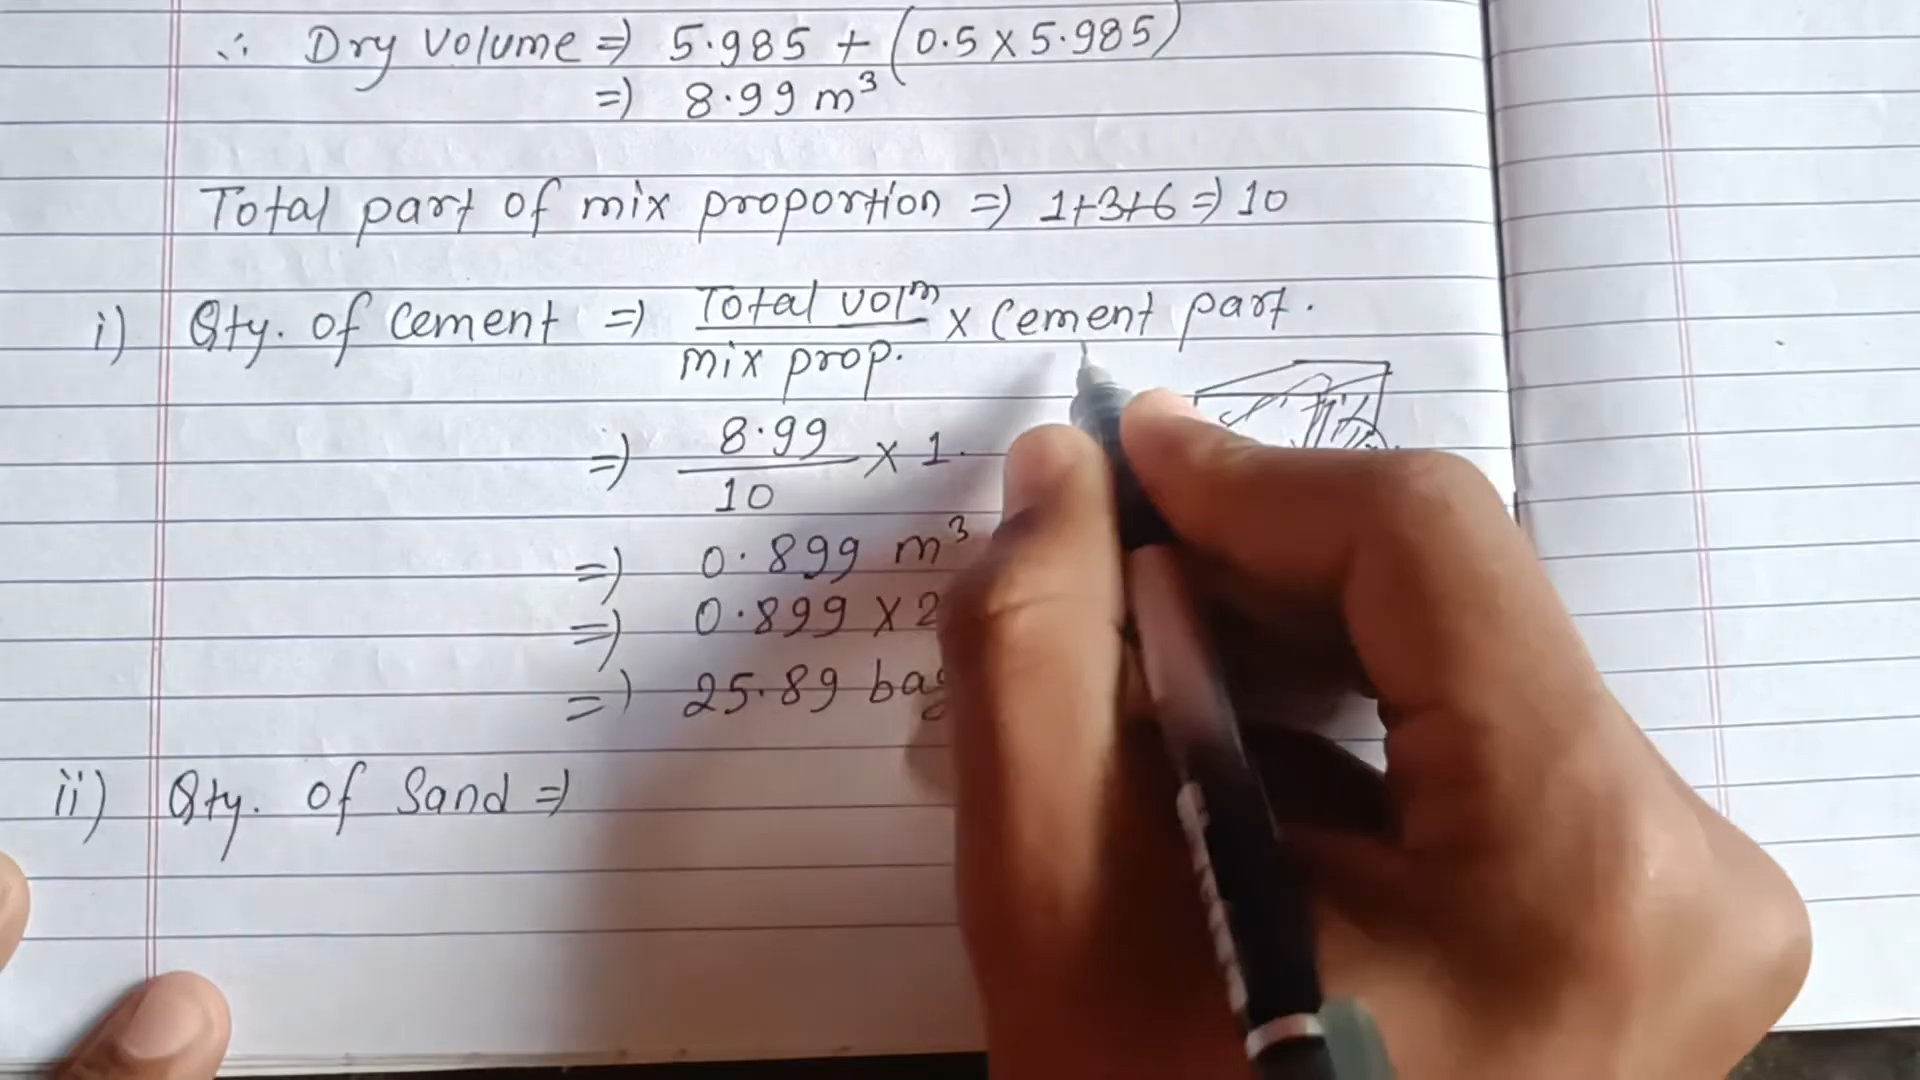 ∴ Dry Volume ⇒ 5.985 + (0.5 × 5.985)
⇒ 8.99 m³
Total part of mix proportion ⇒ 1+3+6 ⇒ 10
i) Qty. of Cement ⇒ Total volᵐ / mix prop. × Cement part.
⇒ 8.99 / 10 × 1.
⇒ 0.899 m³
⇒ 0.899 × 2
⇒ 25.89
ii) Qty. of Sand ⇒